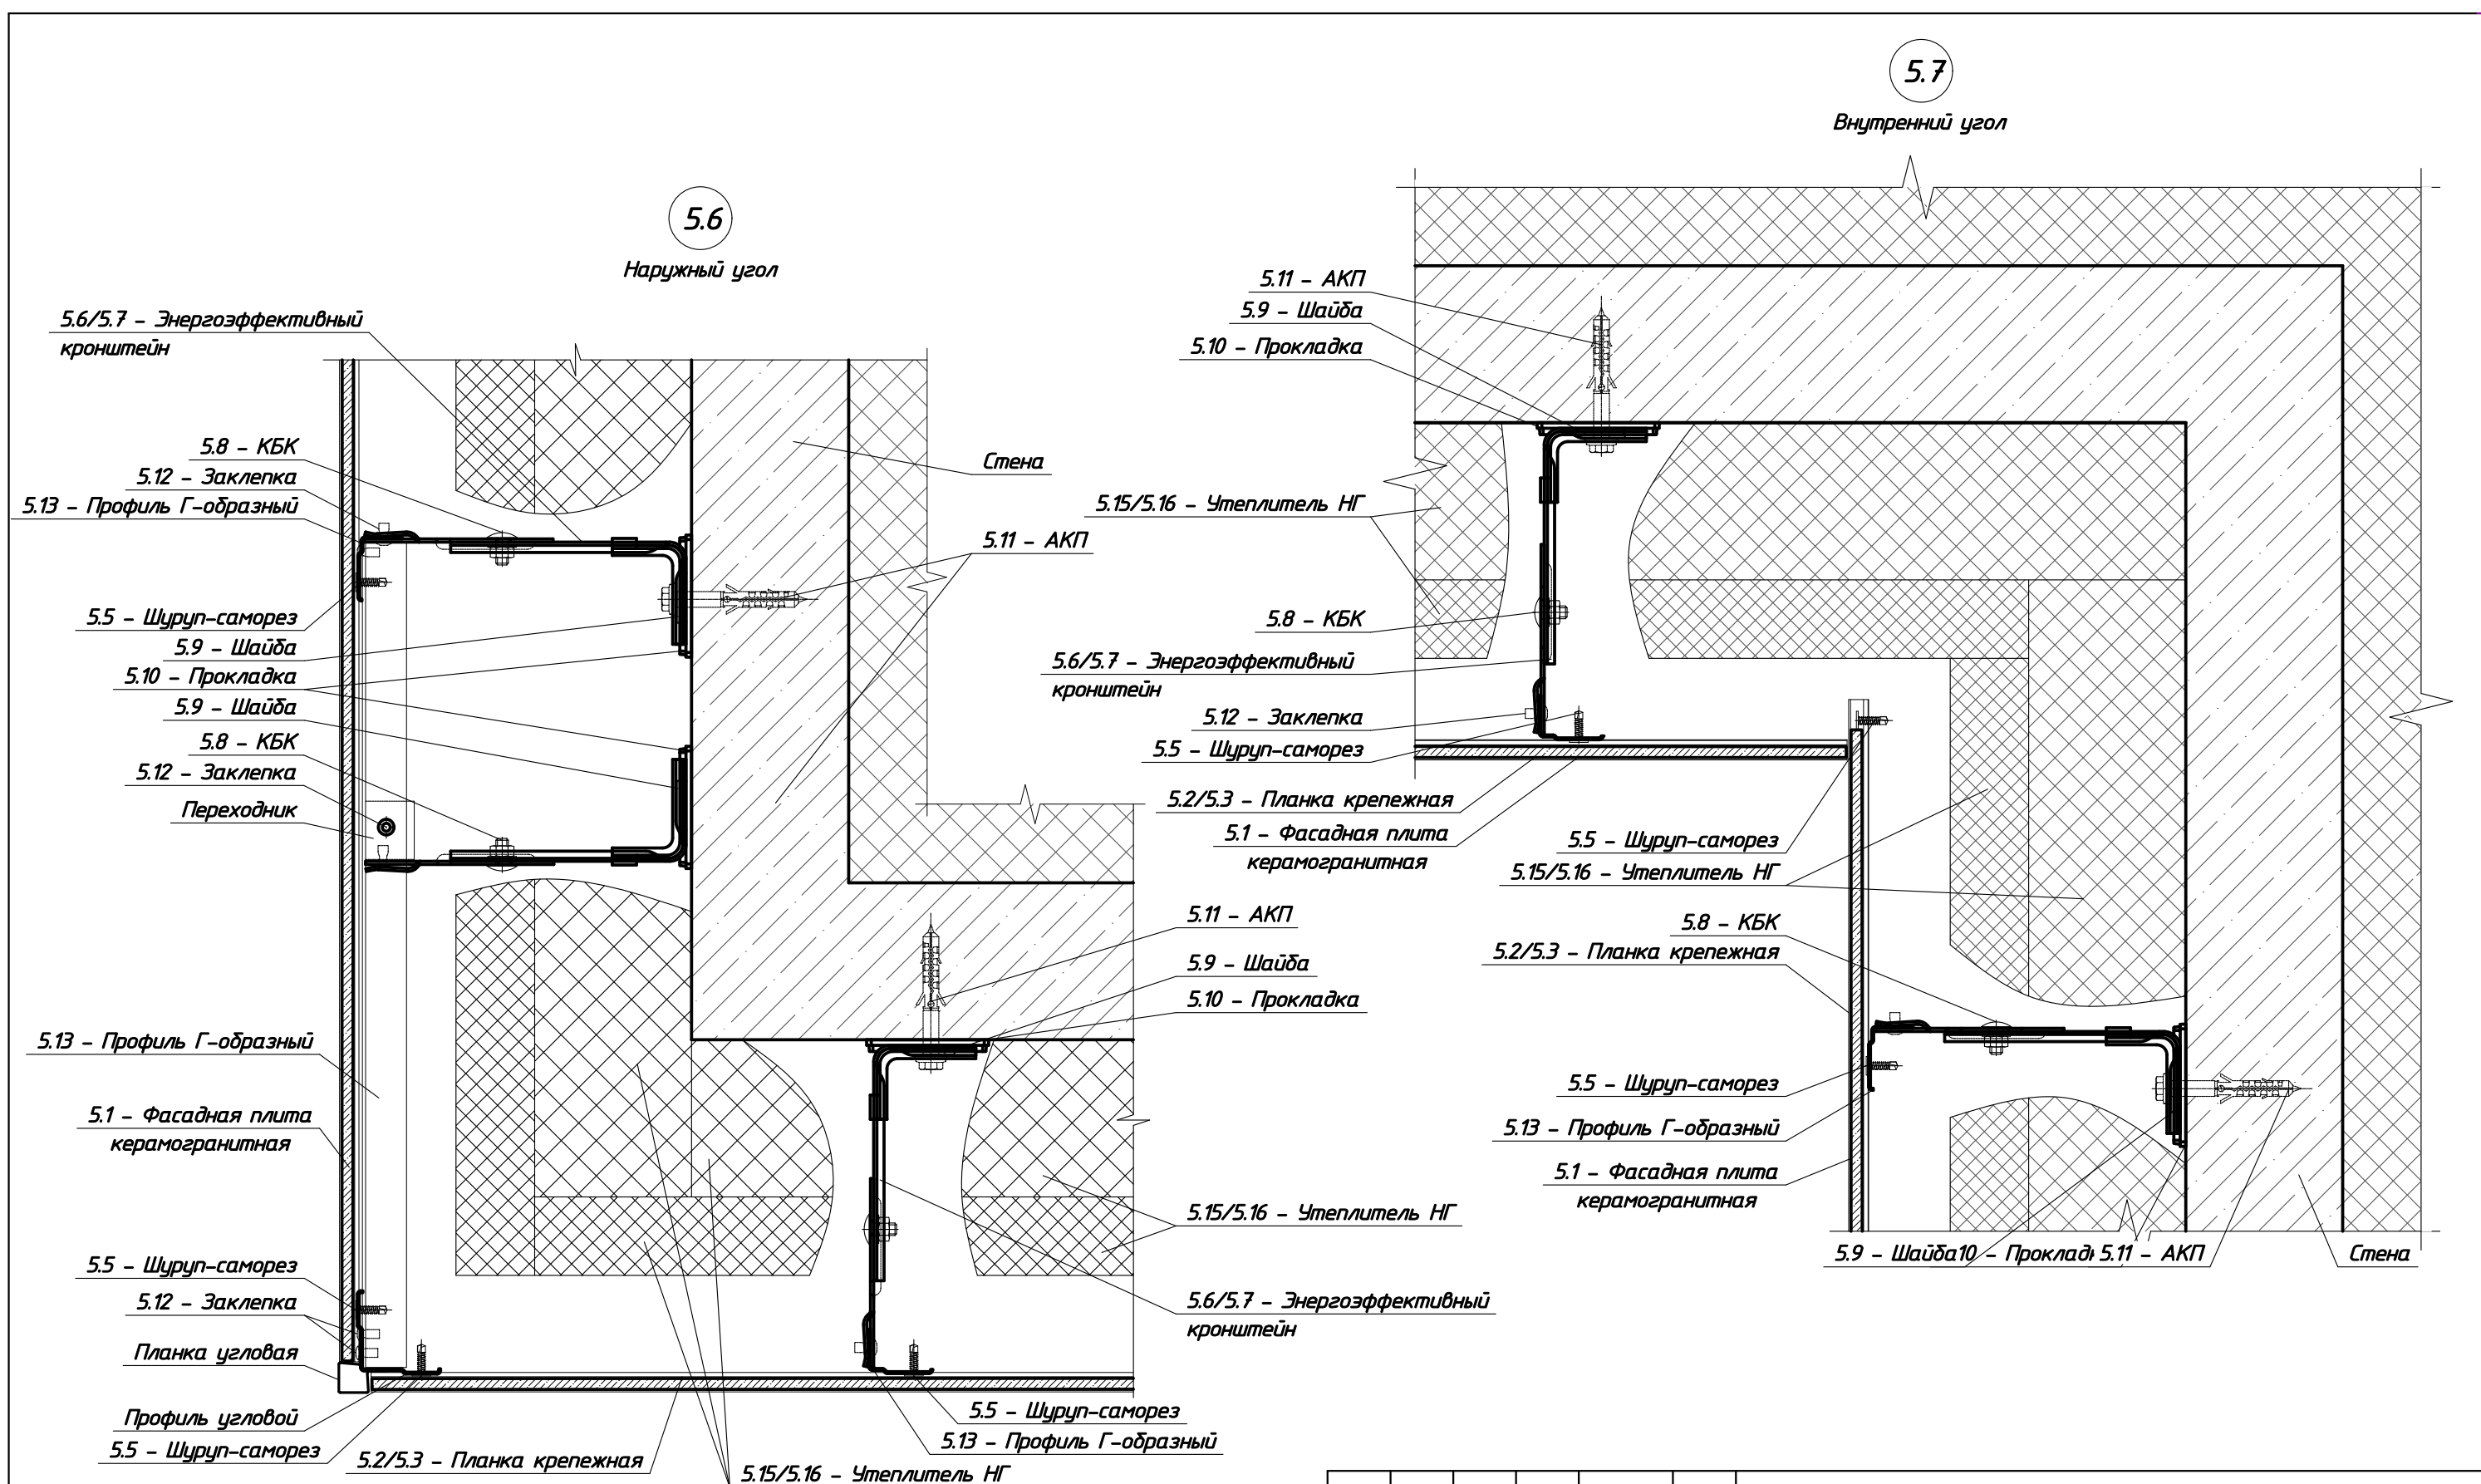 5.6
Наружный угол
5.6/5.7 - Энергоэффективный
кронштейн
5.8 - КБК
5.12 - Заклепка
5.13 - Профиль Г-образный
Стена
5.11 - АКП
5.5 - Шуруп-саморез
5.9 - Шайба
5.10 - Прокладка
5.9 - Шайба
5.8 - КБК
5.12 - Заклепка
Переходник
5.11 - АКП
5.9 - Шайба
5.10 - Прокладка
5.13 - Профиль Г-образный
5.1 - Фасадная плита
керамогранитная
5.15/5.16 - Утеплитель НГ
5.5 - Шуруп-саморез
5.12 - Заклепка
5.6/5.7 - Энергоэффективный
кронштейн
Планка угловая
Профиль угловой
5.5 - Шуруп-саморез
5.5 - Шуруп-саморез
5.13 - Профиль Г-образный
5.2/5.3 - Планка крепежная
5.15/5.16 - Утеплитель НГ
5.7
Внутренний угол
5.11 - АКП
5.9 - Шайба
5.10 - Прокладка
5.15/5.16 - Утеплитель НГ
5.8 - КБК
5.6/5.7 - Энергоэффективный
кронштейн
5.12 - Заклепка
5.5 - Шуруп-саморез
5.2/5.3 - Планка крепежная
5.1 - Фасадная плита
керамогранитная
5.5 - Шуруп-саморез
5.15/5.16 - Утеплитель НГ
5.8 - КБК
5.2/5.3 - Планка крепежная
5.5 - Шуруп-саморез
5.13 - Профиль Г-образный
5.1 - Фасадная плита
керамогранитная
5.9 - Шайба10 - Проклад 5.11 - АКП
Стена